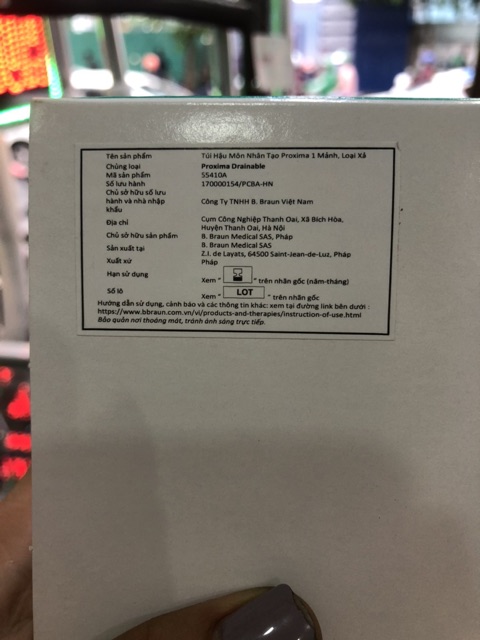 Tên sản phẩm Túi Hậu Môn Nhân Tạo Proxima 1 Mảnh, Loại Xả
Chủng loại Proxima Drainable
Mã sản phẩm 55410A
Số lưu hành 170000154/PCBA-HN
Chủ sở hữu số lưu
hành và nhà nhập Công Ty TNHH B. Braun Việt Nam
khẩu
Địa chỉ Cụm Công Nghiệp Thanh Oai, Xã Bích Hòa,
Huyện Thanh Oai, Hà Nội
Chủ sở hữu sản phẩm B. Braun Medical SAS, Pháp
Sản xuất tại B. Braun Medical SAS
Z.I. de Layats, 64500 Saint-Jean-de-Luz, Pháp
Xuất xứ Pháp
Hạn sử dụng Xem " " trên nhãn gốc (năm-tháng)
Số lô Xem " LOT " trên nhãn gốc
Hướng dẫn sử dụng, cảnh báo và các thông tin khác: xem tại đường link bên dưới :
https://www.bbraun.com.vn/vi/products-and-therapies/instruction-of-use.html
Bảo quản nơi thoáng mát, tránh ánh sáng trực tiếp.